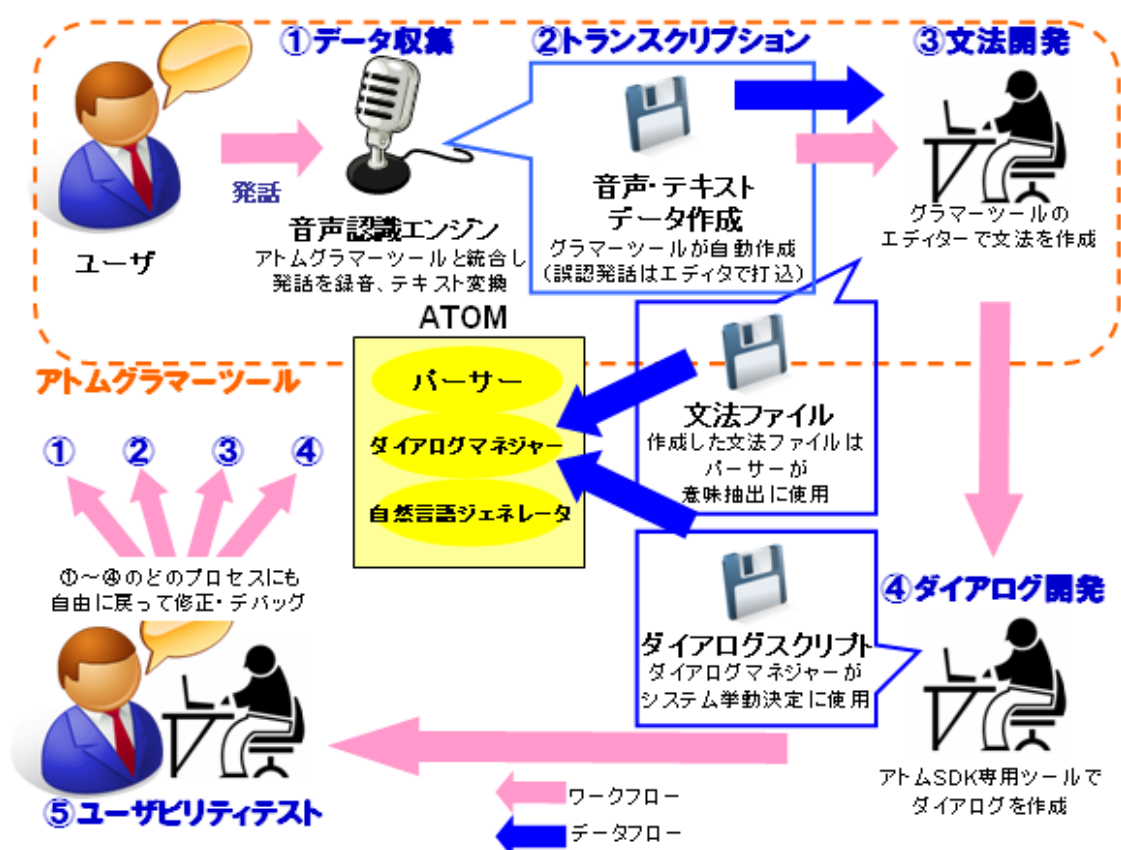 ①データ収集
②トランスクリプション
③文法開発
発話
ユーザ
音声認識エンジン
アトムグラマーツールと統合し
発話を録音、テキスト変換
音声・テキスト
データ作成
グラマーツールが自動作成
(誤認発話はエディタで打込)
グラマーツールの
エディターで文法を作成
ATOM
パーサー
ダイアログマネジャー
自然言語ジェネレータ
アトムグラマーツール
文法ファイル
作成した文法ファイルは
パーサーが
意味抽出に使用
① ② ③ ④
①~④のどのプロセスにも
自由に戻って修正・デバッグ
④ダイアログ開発
ダイアログスクリプト
ダイアログマネジャーが
システム挙動決定に使用
アトムSDK専用ツールで
ダイアログを作成
⑤ユーザビリティテスト
ワークフロー
データフロー